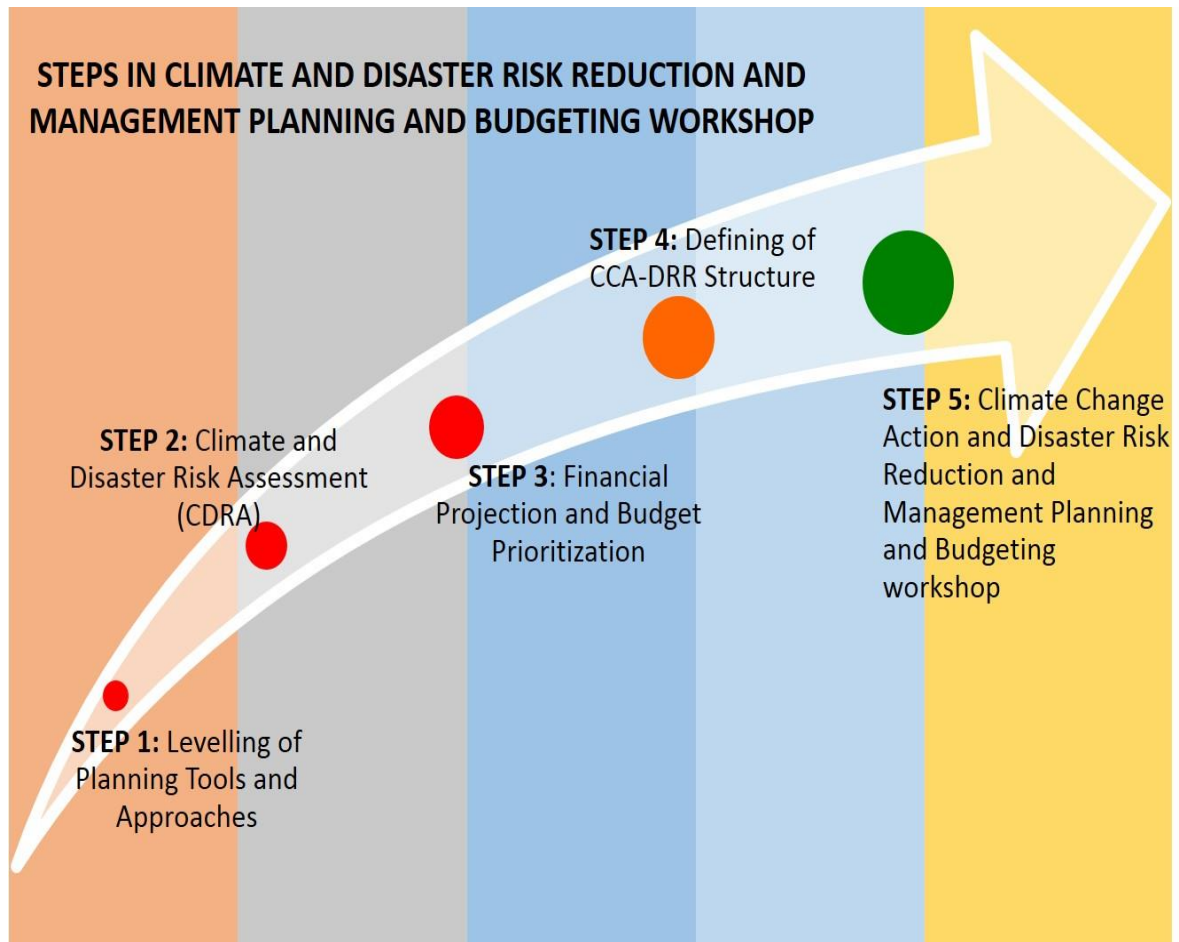 STEPS IN CLIMATE AND DISASTER RISK REDUCTION AND
MANAGEMENT PLANNING AND BUDGETING WORKSHOP
STEP 1: Levelling of
Planning Tools and
Approaches
STEP 2: Climate and
Disaster Risk Assessment
(CDRA)
STEP 3: Financial
Projection and Budget
Prioritization
STEP 4: Defining of
CCA-DRR Structure
STEP 5: Climate Change
Action and Disaster Risk
Reduction and
Management Planning
and Budgeting
workshop